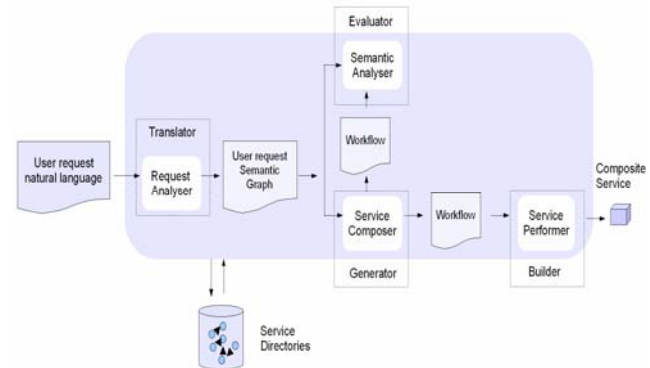 Evaluator
Semantic
Analyser
Translator
User request
natural language
Request
Analyser
User request
Semantic
Graph
Workflow
Service
Composer
Generator
Workflow
Service
Performer
Builder
Composite
Service
Service
Directories